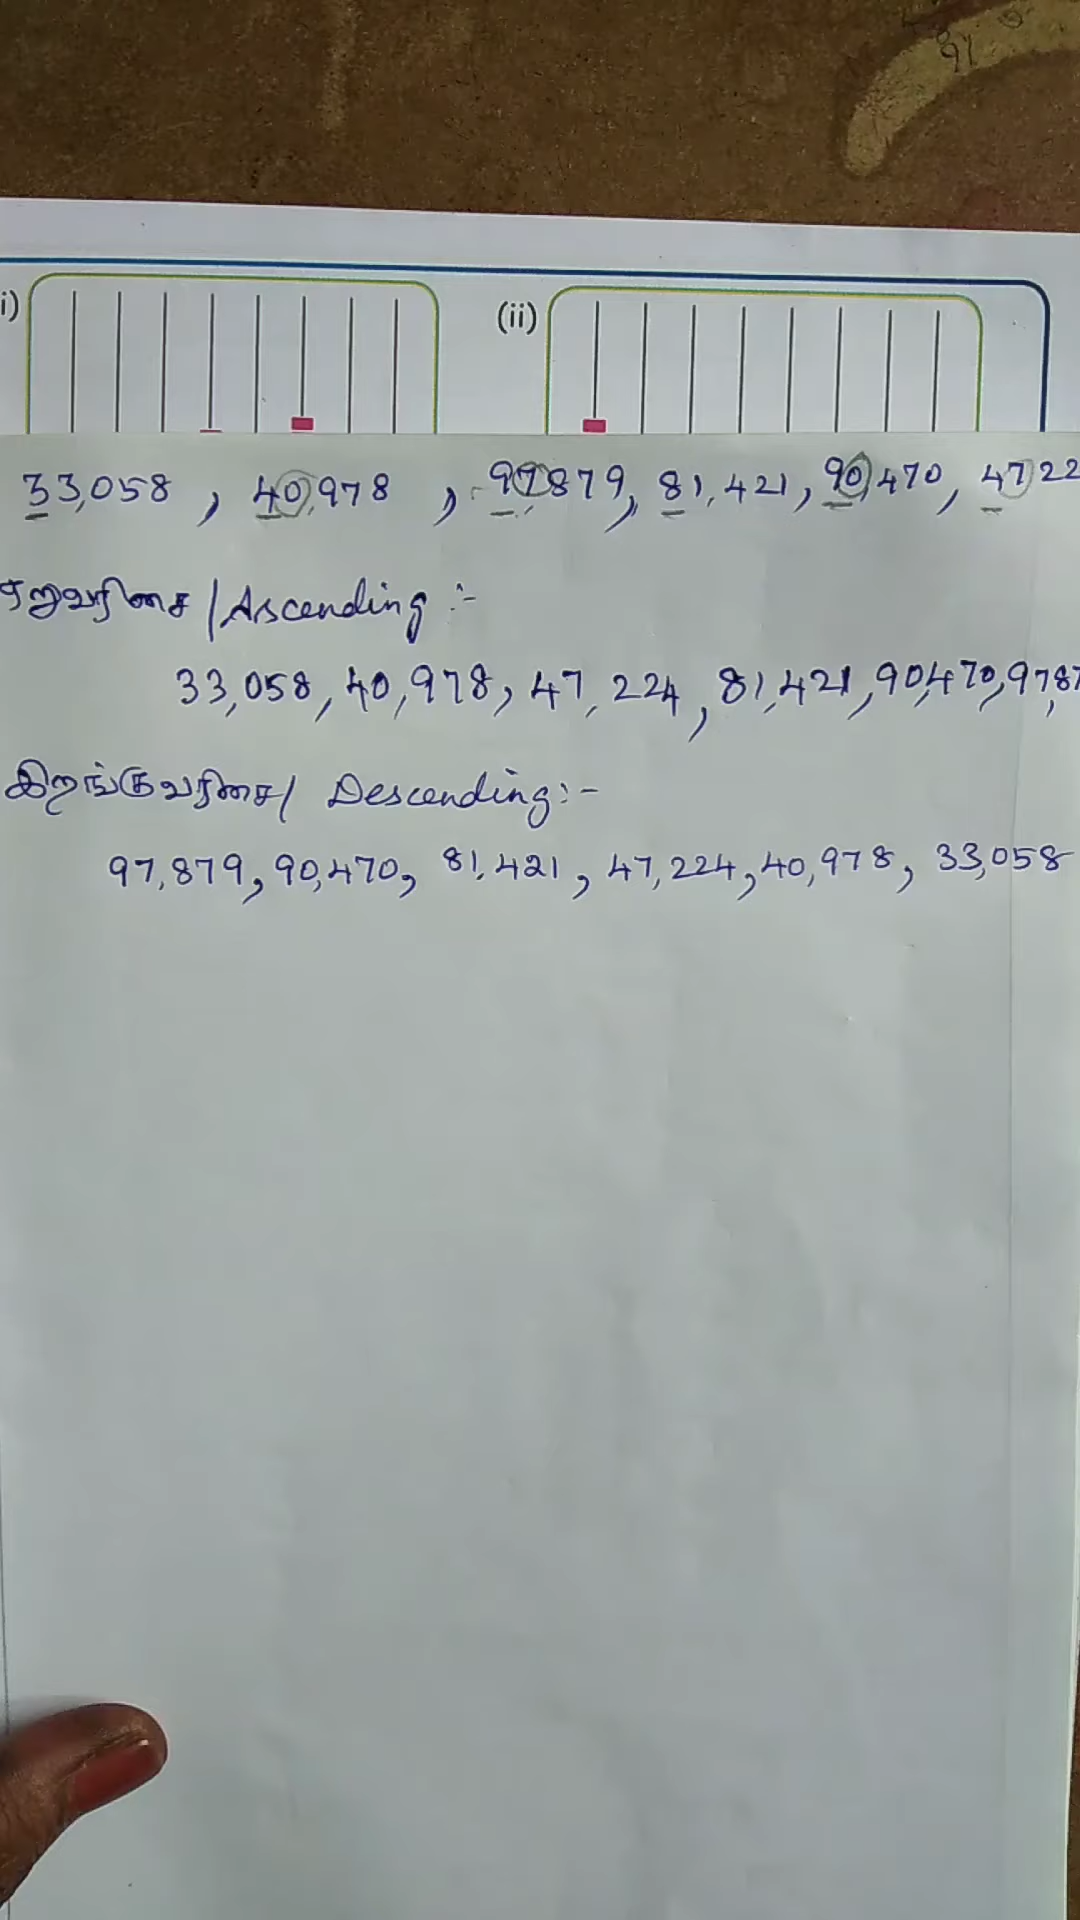 i) (ii)
33,058, 40,978, 97879, 81,421, 90,470, 4722
ஏறுவரிசை / Ascending :-
33,058, 40,978, 47,224, 81,421, 90,470, 97,87
இறங்குவரிசை / Descending:-
97,879, 90,470, 81,421, 47,224, 40,978, 33,058